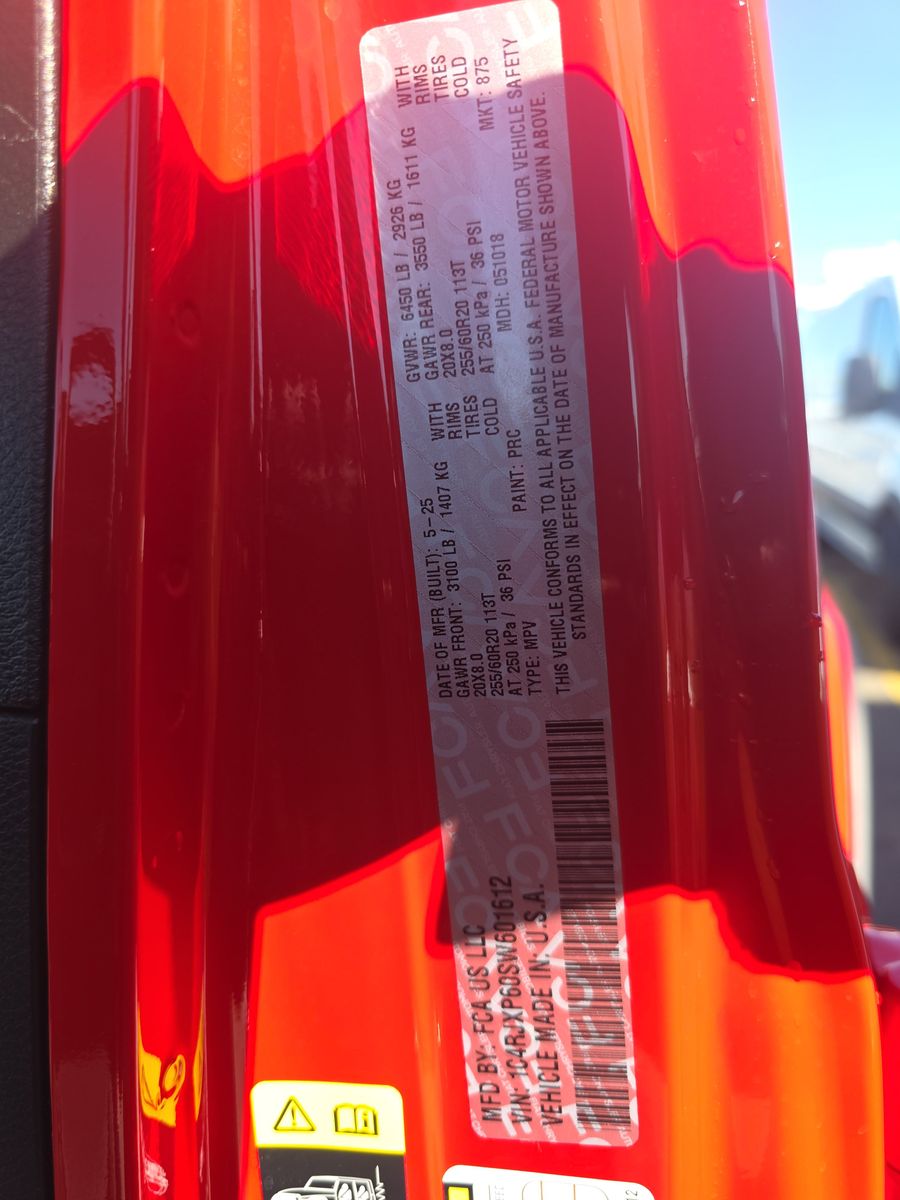 MFD BY: FCA US LLC
VIN: 1C4RJXP60SW601612
VEHICLE MADE IN U.S.A.
DATE OF MFR (BUILT): 5-25 GVWR: 6450 LB / 2926 KG
GAWR FRONT: 3100 LB / 1407 KG WITH GAWR REAR: 3550 LB / 1611 KG WITH
20X8.0 RIMS 20X8.0 RIMS
255/60R20 113T TIRES 255/60R20 113T TIRES
AT 250 kPa / 36 PSI COLD AT 250 kPa / 36 PSI COLD
TYPE: MPV PAINT: PRC MDH: 051018 MKT: 875
THIS VEHICLE CONFORMS TO ALL APPLICABLE U.S.A. FEDERAL MOTOR VEHICLE SAFETY
STANDARDS IN EFFECT ON THE DATE OF MANUFACTURE SHOWN ABOVE.